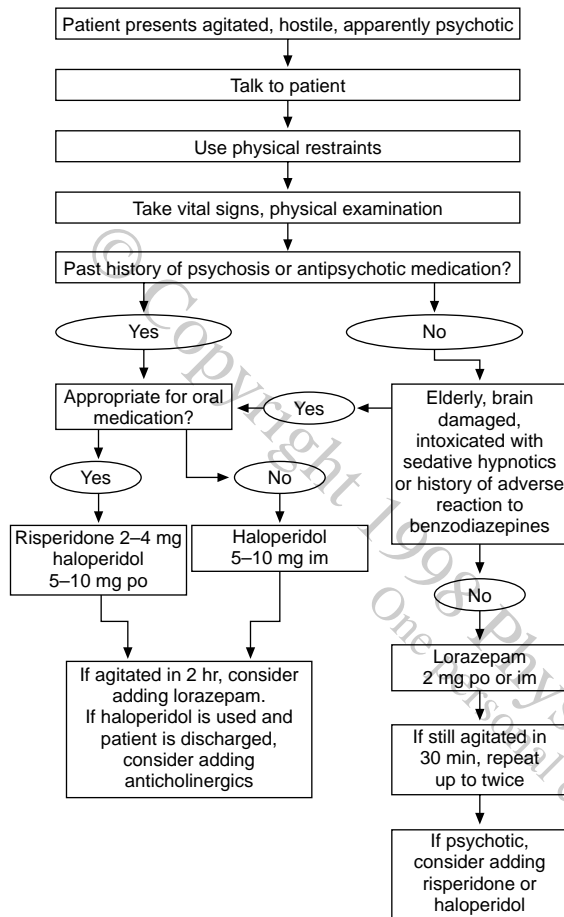 Patient presents agitated, hostile, apparently psychotic
Talk to patient
Use physical restraints
Take vital signs, physical examination
Past history of psychosis or antipsychotic medication?
Yes
No
Appropriate for oral
medication?
Yes
Elderly, brain
damaged,
intoxicated with
sedative hypnotics
or history of adverse
reaction to
benzodiazepines
Yes
No
Risperidone 2–4 mg
haloperidol
5–10 mg po
Haloperidol
5–10 mg im
No
Lorazepam
2 mg po or im
If agitated in 2 hr, consider
adding lorazepam.
If haloperidol is used and
patient is discharged,
consider adding
anticholinergics
If still agitated in
30 min, repeat
up to twice
If psychotic,
consider adding
risperidone or
haloperidol
© Copyright 1998 Phys
One personal